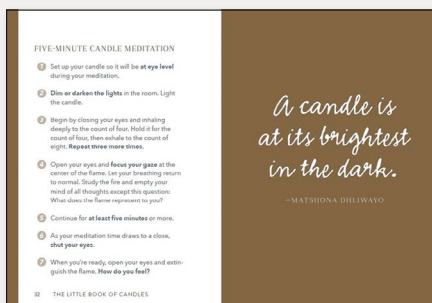 FIVE-MINUTE CANDLE MEDITATION
1 Set up your candle so it will be at eye level
during your meditation.
2 Dim or darken the lights in the room. Light
the candle.
3 Begin by closing your eyes and inhaling
deeply to the count of four. Hold it for the
count of four, then exhale to the count of
eight. Repeat three more times.
4 Open your eyes and focus your gaze at the
center of the flame. Let your breathing return
to normal. Study the fire and empty your
mind of all thoughts except this question:
What does the flame represent to you?
5 Continue for at least five minutes or more.
6 As your meditation time draws to a close,
shut your eyes.
7 When you're ready, open your eyes and extin-
guish the flame. How do you feel?
32 THE LITTLE BOOK OF CANDLES
A candle is
at its brightest
in the dark.
—MATSHONA DHLIWAYO